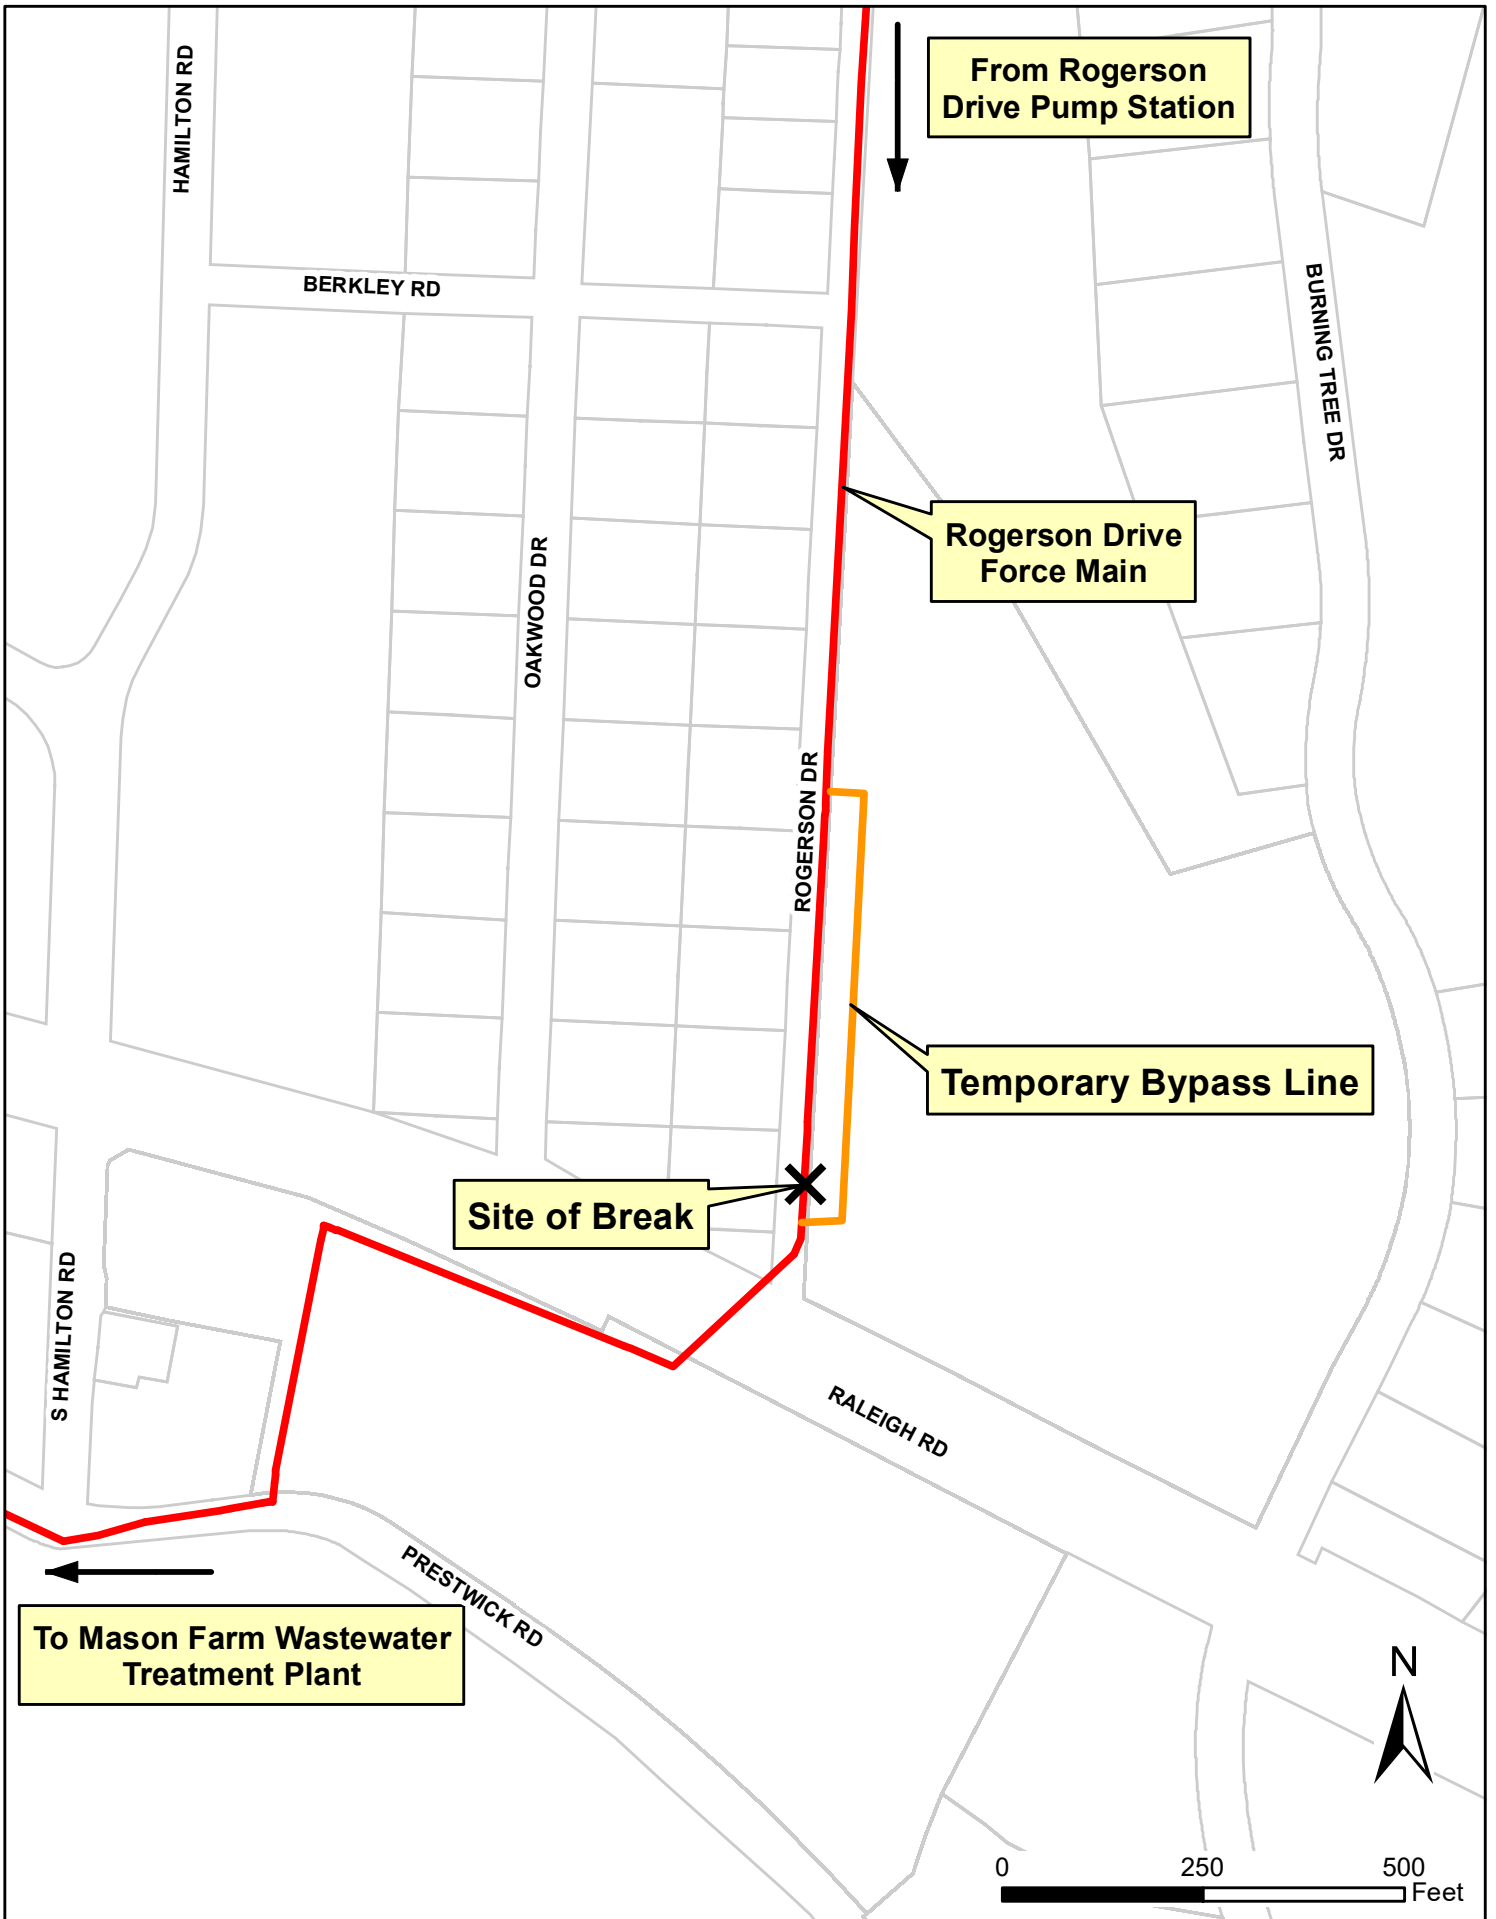 From Rogerson
Drive Pump Station
HAMILTON RD
BERKLEY RD
BURNING TREE DR
Rogerson Drive
Force Main
OAKWOOD DR
ROGERSON DR
Temporary Bypass Line
Site of Break
S HAMILTON RD
RALEIGH RD
PRESTWICK RD
To Mason Farm Wastewater
Treatment Plant
N
0 250 500
Feet